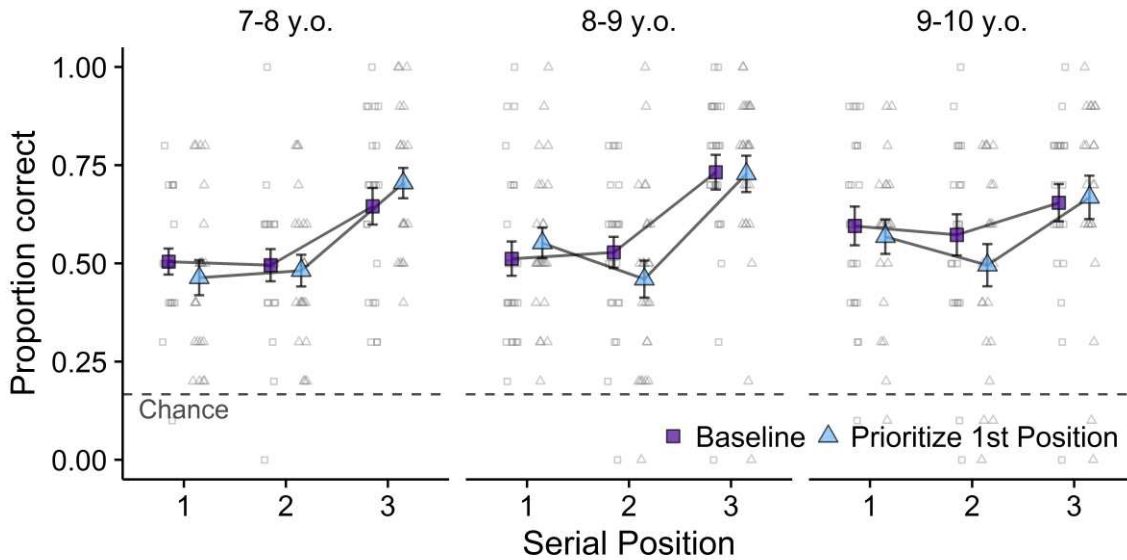 7-8 y.o. 8-9 y.o. 9-10 y.o.
1.00
0.75
0.50
0.25
0.00
Proportion correct
Chance
Baseline Prioritize 1st Position
1 2 3 1 2 3 1 2 3
Serial Position